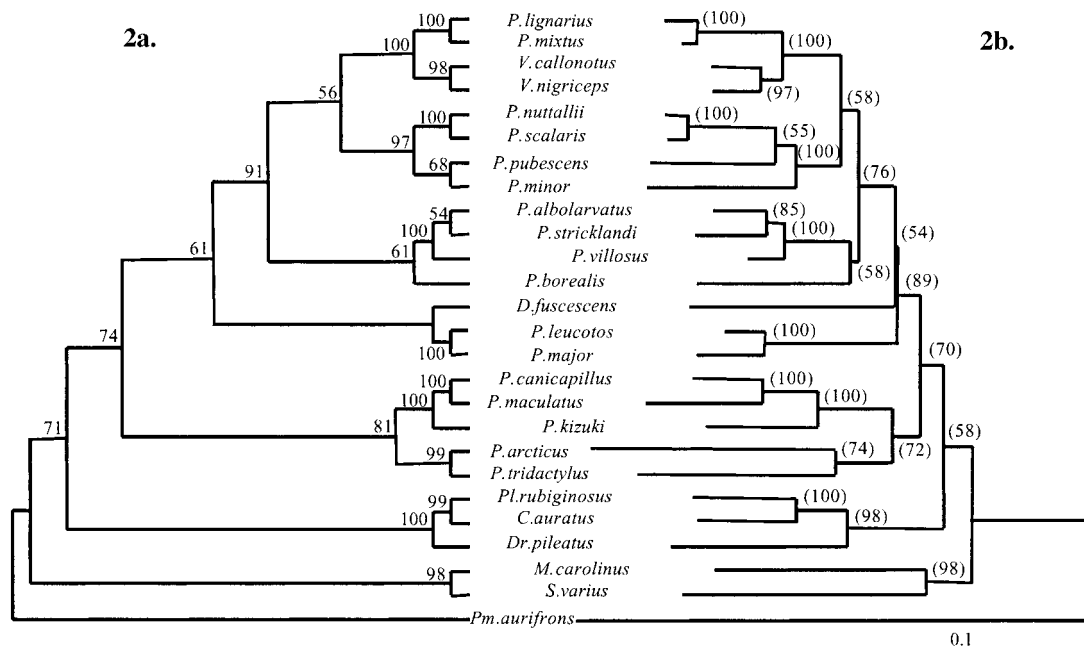 2a.
2b.
100 P.lignarius (100)
100 P.mixtus (100)
98 V.callonotus
V.nigriceps (97)
56 (58)
100 P.nuttallii (100)
97 P.scalaris (55)
68 P.pubescens (100)
P.minor
91 (76)
54 P.albolarvatus (85)
100 P.stricklandi (100)
61 P.villosus
P.borealis (58)
61 (54)
D.fuscescens (89)
P.leucotos (100)
100 P.major
74 (70)
100 P.canicapillus (100)
100 P.maculatus (100)
81 P.kizuki
99 P.arcticus (74) (72)
P.tridactylus
71 (58)
99 Pl.rubiginosus (100)
100 C.auratus (98)
Dr.pileatus
98 M.carolinus (98)
S.varius
Pm.aurifrons
0.1